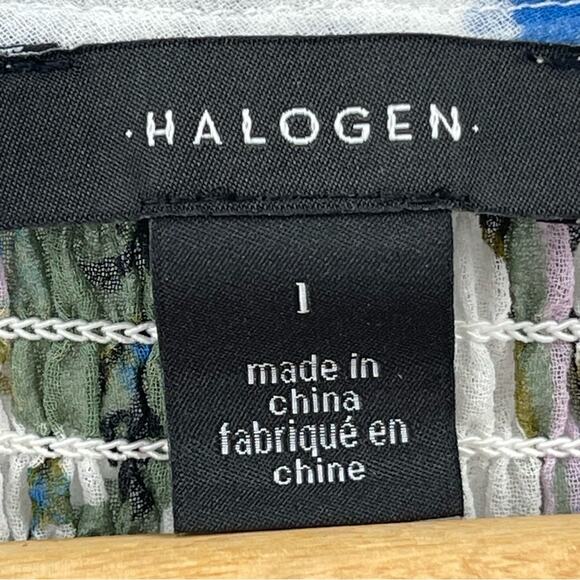 ·HALOGEN·
1
made in
china
fabriqué en
chine